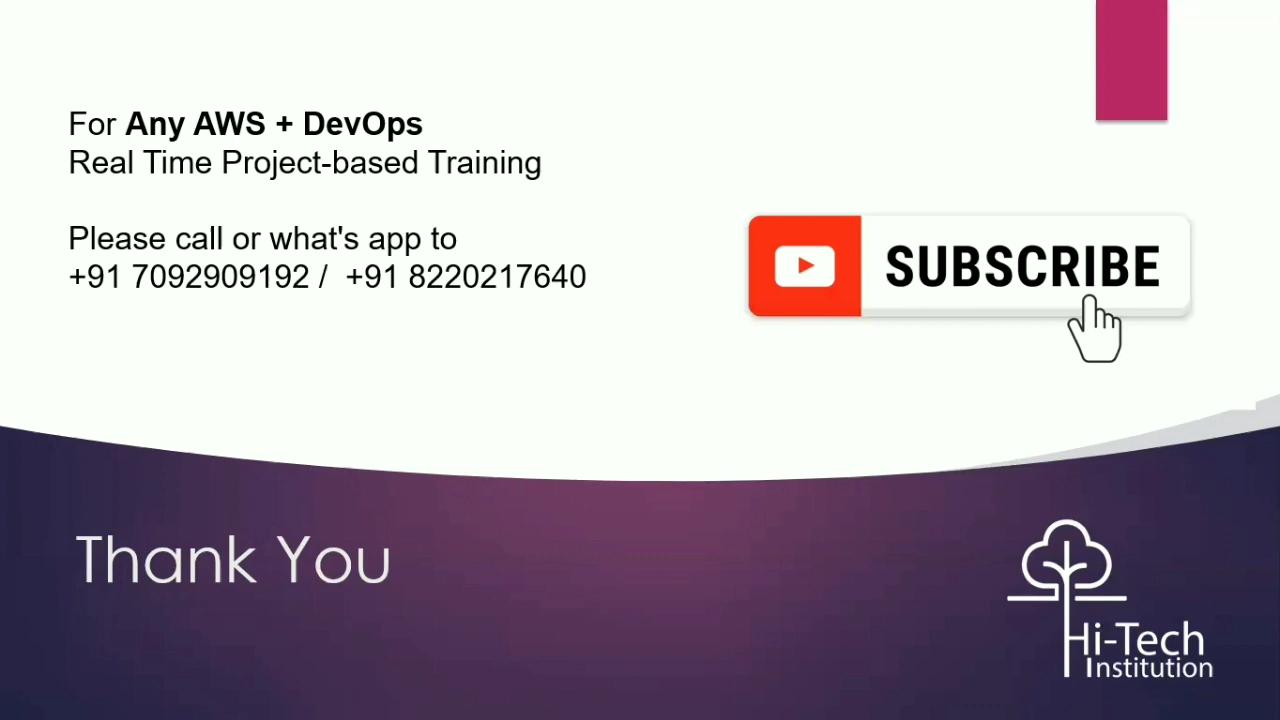 For Any AWS + DevOps
Real Time Project-based Training
Please call or what's app to
+91 7092909192 / +91 8220217640
SUBSCRIBE
Thank You
Hi-Tech
Institution